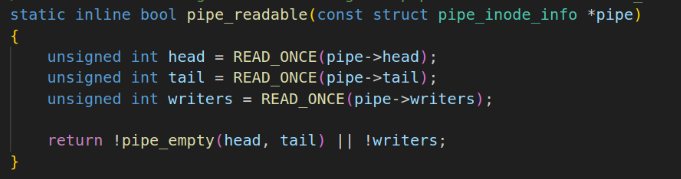 static inline bool pipe_readable(const struct pipe_inode_info *pipe)
{
    unsigned int head = READ_ONCE(pipe->head);
    unsigned int tail = READ_ONCE(pipe->tail);
    unsigned int writers = READ_ONCE(pipe->writers);

    return !pipe_empty(head, tail) || !writers;
}